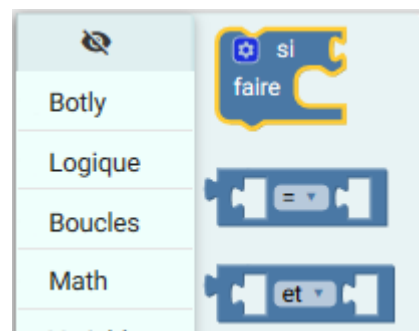 Botly
Logique
Boucles
Math
si
faire
=
et